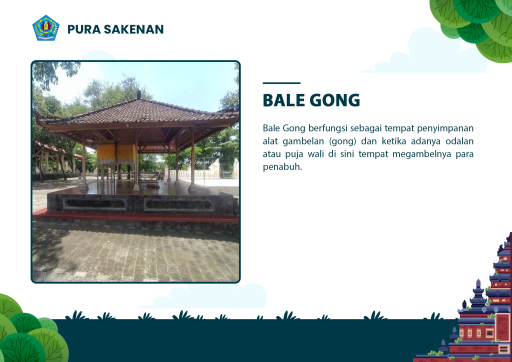 PURA SAKENAN
BALE GONG
Bale Gong berfungsi sebagai tempat penyimpanan
alat gambelan (gong) dan ketika adanya odalan
atau puja wali di sini tempat megambelnya para
penabuh.